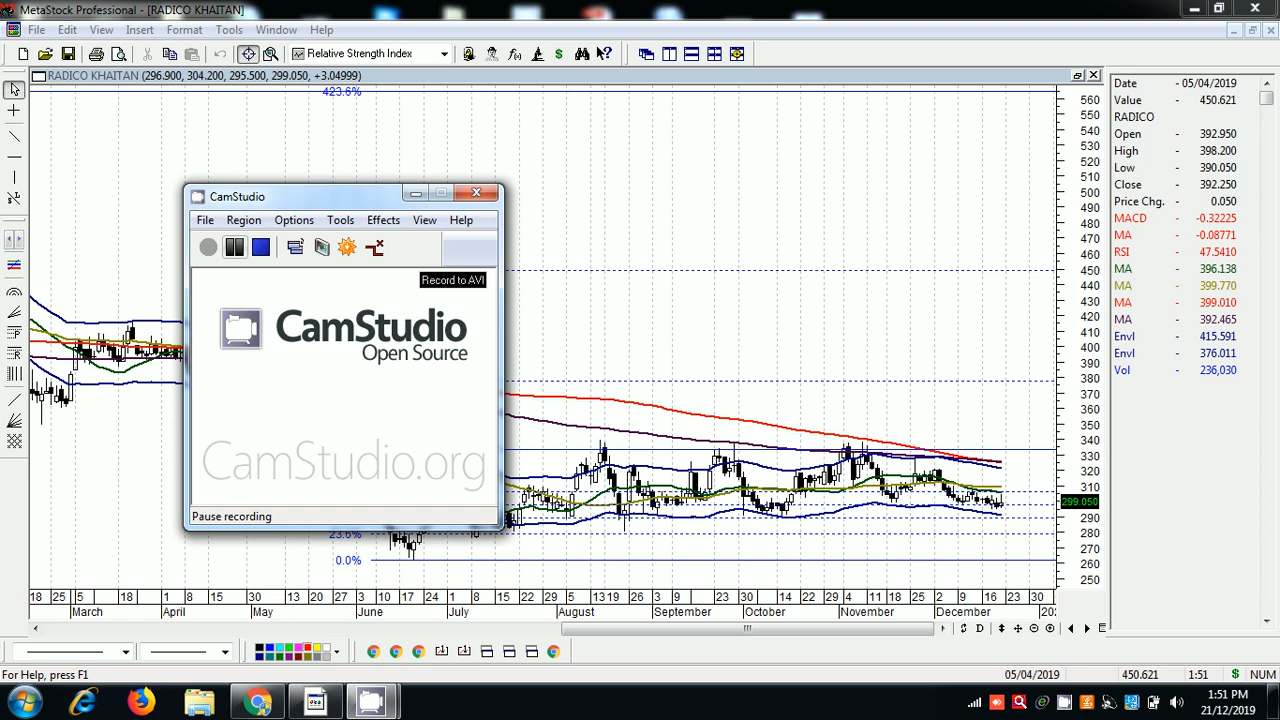 MetaStock Professional - [RADICO KHAITAN]
File Edit View Insert Format Tools Window Help
Relative Strength Index
RADICO KHAITAN (296.900, 304.200, 295.500, 299.050, +3.04999)
423.6%
560
550
540
530
520
510
500
490
480
470
460
450
440
430
420
410
400
390
380
370
360
350
340
330
320
310
299.050
290
280
270
260
250
23.6%
0.0%
CamStudio
File Region Options Tools Effects View Help
Record to AVI
CamStudio
Open Source
CamStudio.org
Pause recording
Date - 05/04/2019
Value - 450.621
RADICO
Open - 392.950
High - 398.200
Low - 390.050
Close - 392.250
Price Chg. - 0.050
MACD - -0.32225
MA - -0.08771
RSI - 47.5410
MA - 396.138
MA - 399.770
MA - 399.010
MA - 392.465
Envl - 415.591
Envl - 376.011
Vol - 236,030
18 25 5 18 1 8 15 30 13 20 27 3 10 17 24 1 8 15 22 29 5 13 19 26 3 9 23 30 14 22 29 4 11 18 25 2 9 16 23 30
March April May June July August September October November December 202
D
For Help, press F1
05/04/2019 450.621 1:51 $ NUM
1:51 PM
21/12/2019